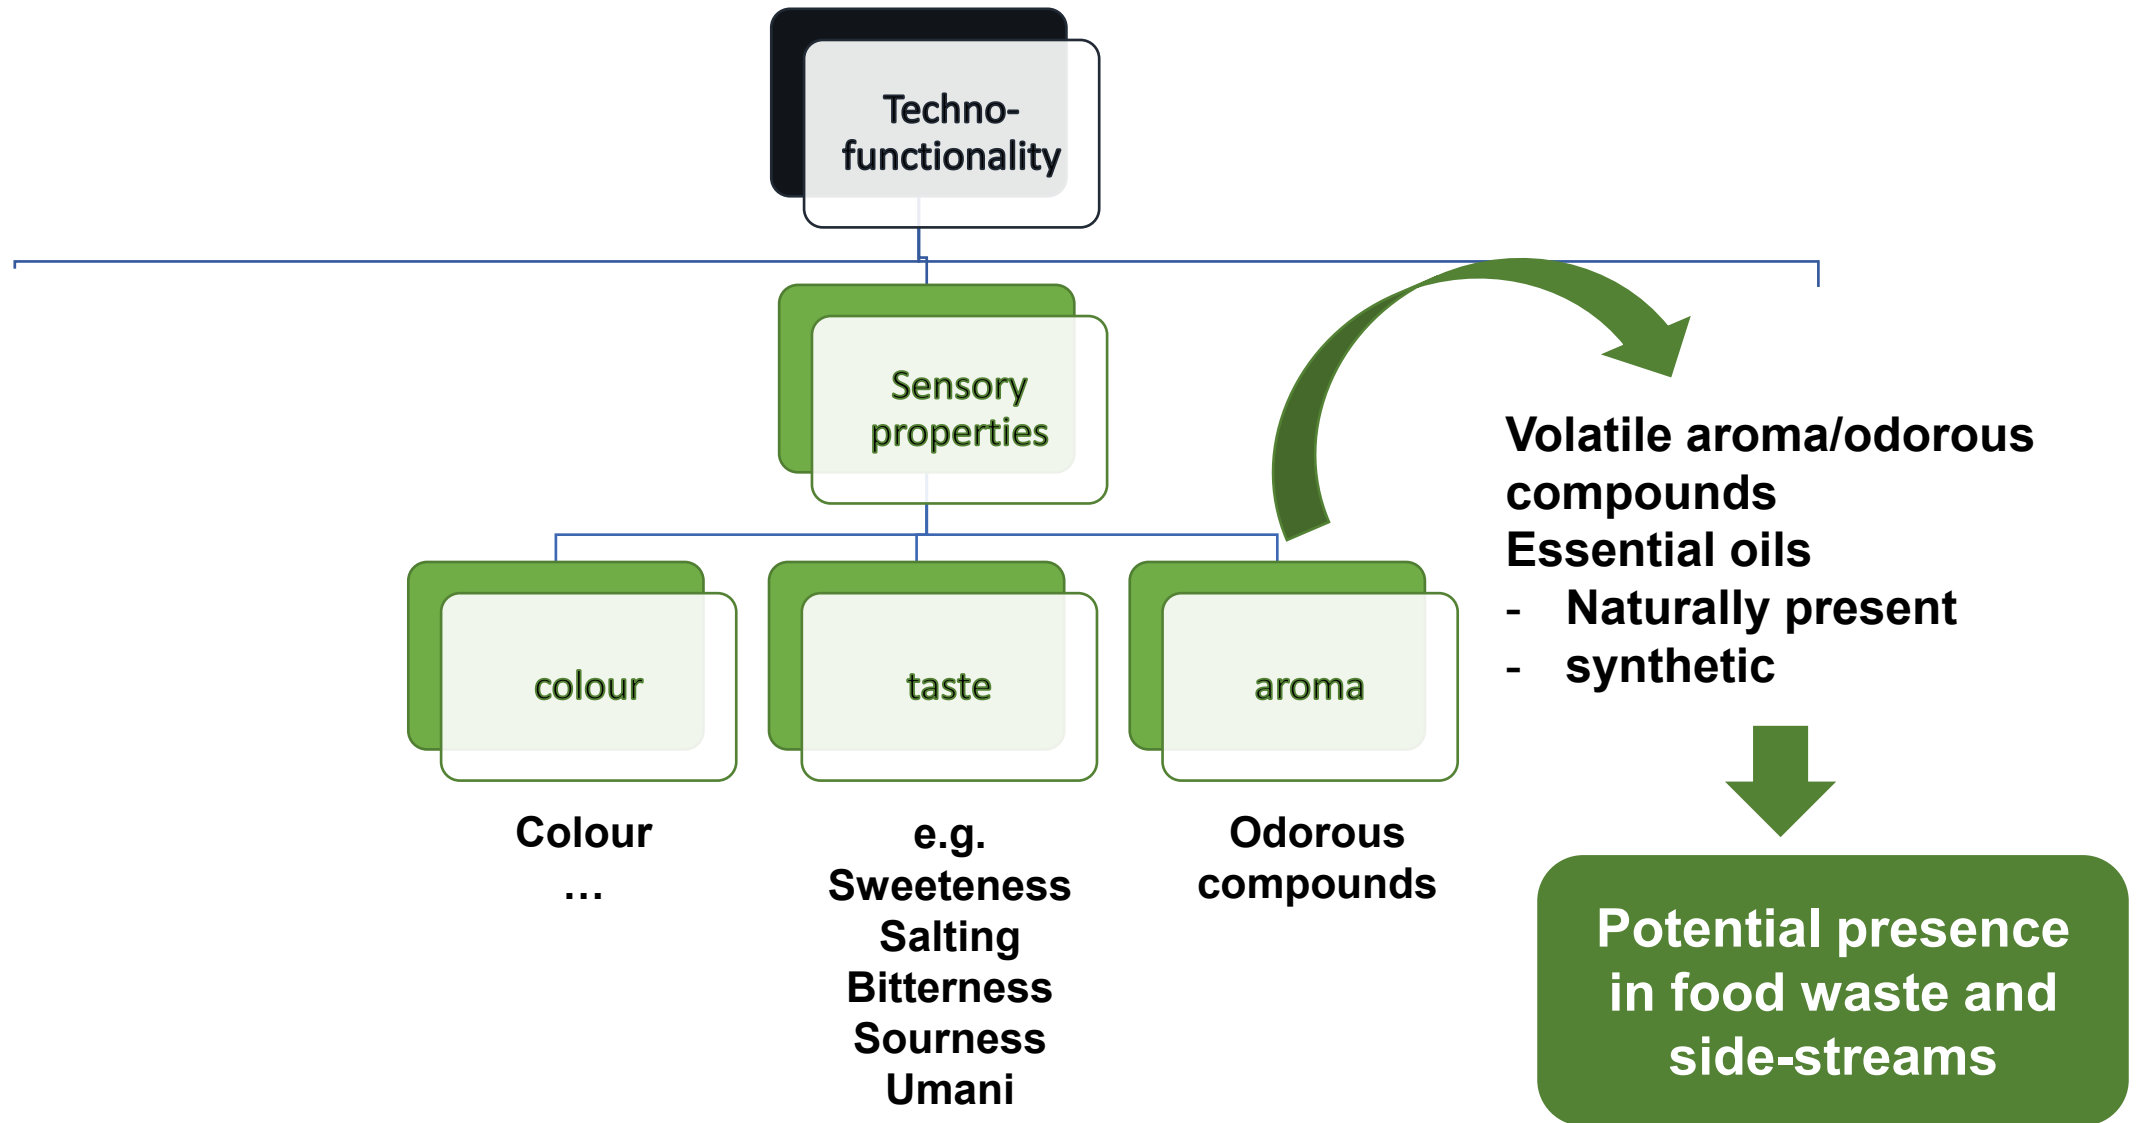 Techno-
functionality
Sensory
properties
colour
taste
aroma
Colour
...
e.g.
Sweeteness
Salting
Bitterness
Sourness
Umani
Odorous
compounds
Volatile aroma/odorous
compounds
Essential oils
- Naturally present
- synthetic
Potential presence
in food waste and
side-streams